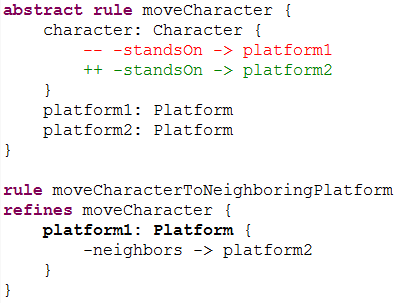 abstract rule moveCharacter {
    character: Character {
        -- -standsOn -> platform1
        ++ -standsOn -> platform2
    }
    platform1: Platform
    platform2: Platform
}

rule moveCharacterToNeighboringPlatform
refines moveCharacter {
    platform1: Platform {
        -neighbors -> platform2
    }
}